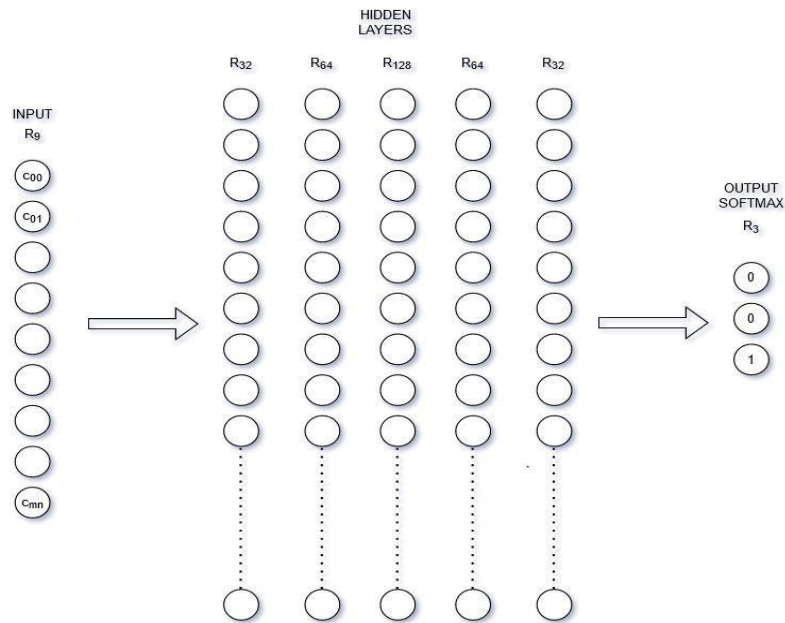 HIDDEN
LAYERS
R32 R64 R128 R64 R32
INPUT
R9
C00
C01
Cmn
OUTPUT
SOFTMAX
R3
0
0
1